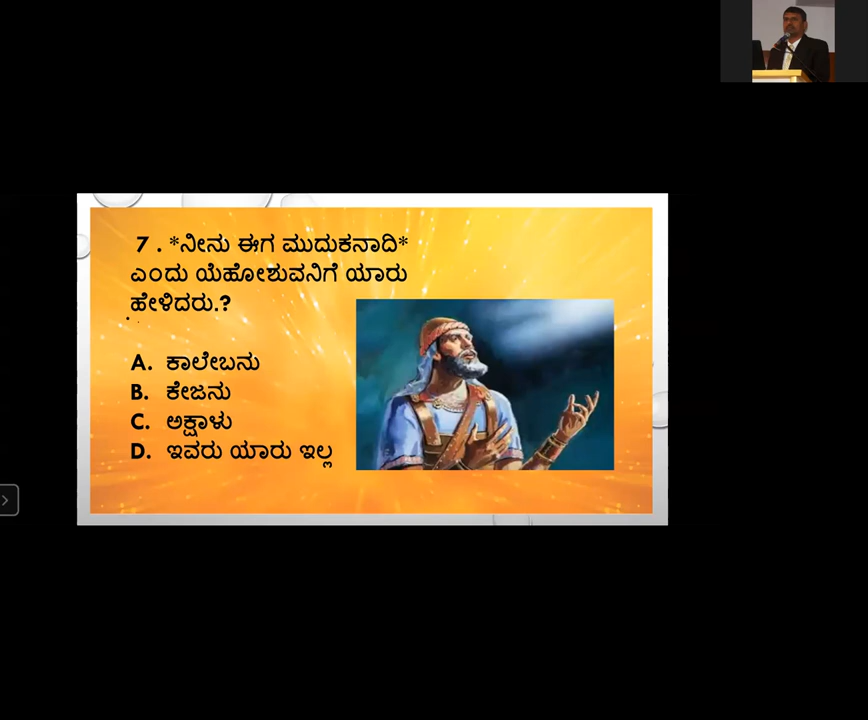 7 . *ನೀನು ಈಗ ಮುದುಕನಾದಿ*
ಎಂದು ಯೆಹೋಶುವನಿಗೆ ಯಾರು
ಹೇಳಿದರು.?
A. ಕಾಲೇಬನು
B. ಕೇಜನು
C. ಅಕ್ಷಾಳು
D. ಇವರು ಯಾರು ಇಲ್ಲ